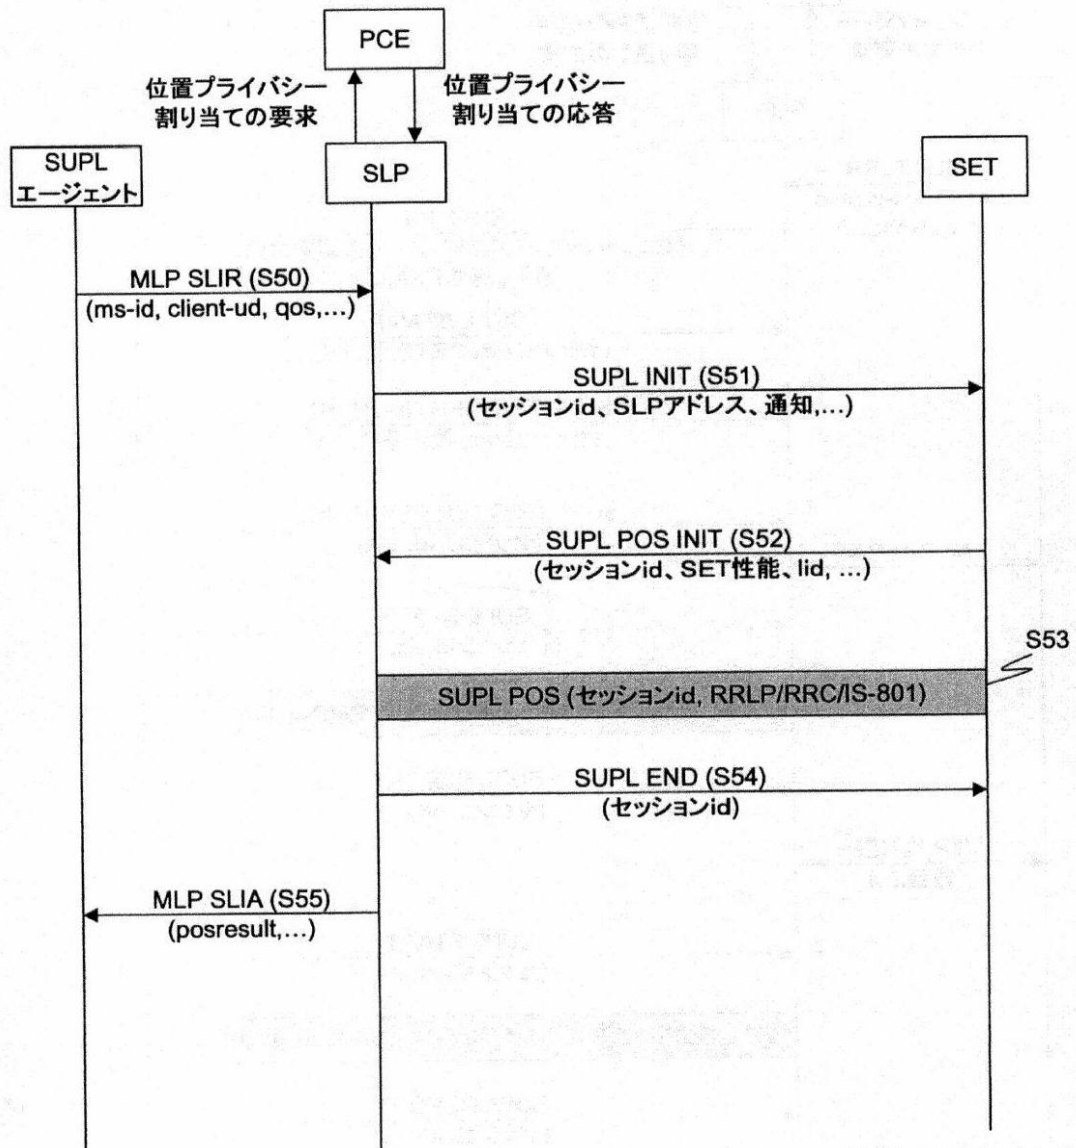 PCE
位置プライバシー
割り当ての要求
位置プライバシー
割り当ての応答
SUPL
エージェント
SLP
SET
MLP SLIR (S50)
(ms-id, client-ud, qos,...)
SUPL INIT (S51)
(セッションid、SLPアドレス、通知,...)
SUPL POS INIT (S52)
(セッションid、SET性能、lid, ...)
S53
SUPL POS (セッションid, RRLP/RRC/IS-801)
SUPL END (S54)
(セッションid)
MLP SLIA (S55)
(posresult,...)